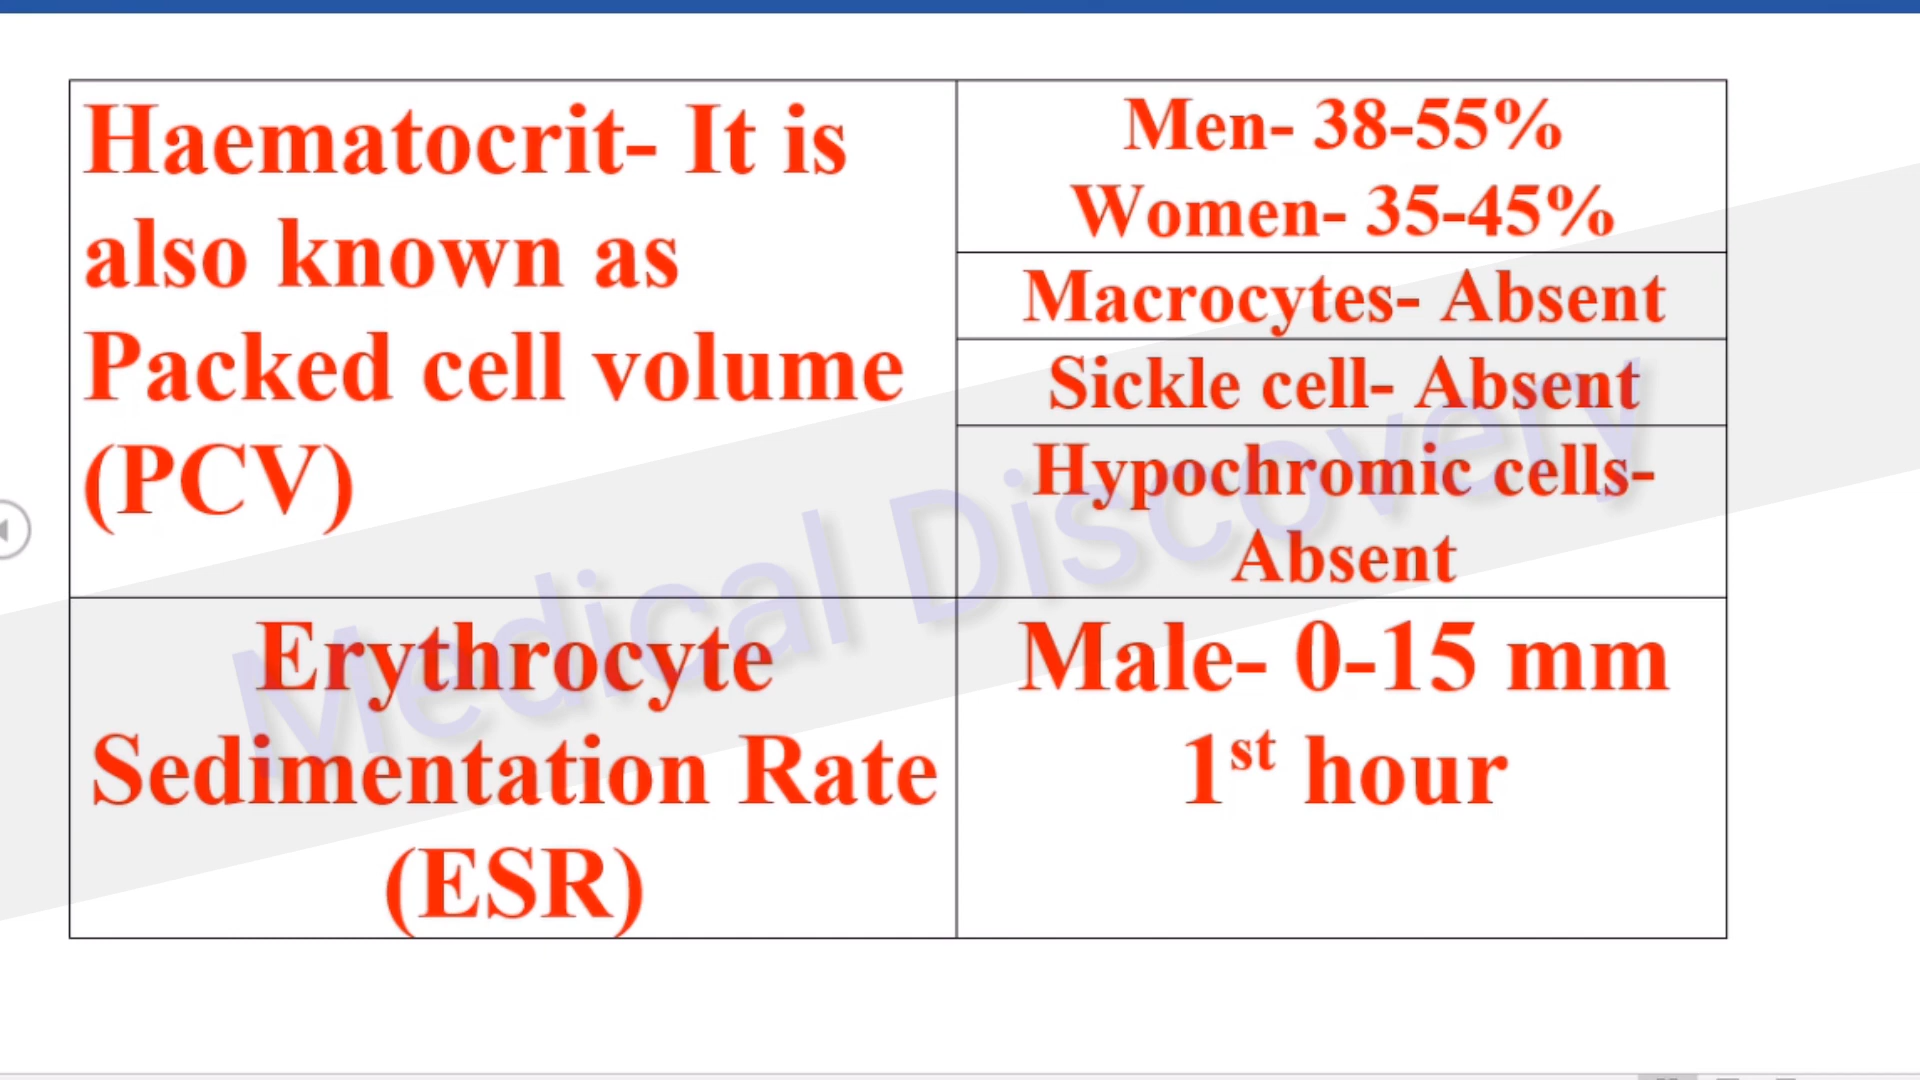 Haematocrit- It is
also known as
Packed cell volume
(PCV)
Men- 38-55%
Women- 35-45%
Macrocytes- Absent
Sickle cell- Absent
Hypochromic cells-
Absent
Erythrocyte
Sedimentation Rate
(ESR)
Male- 0-15 mm
1st hour
Medical Discovery